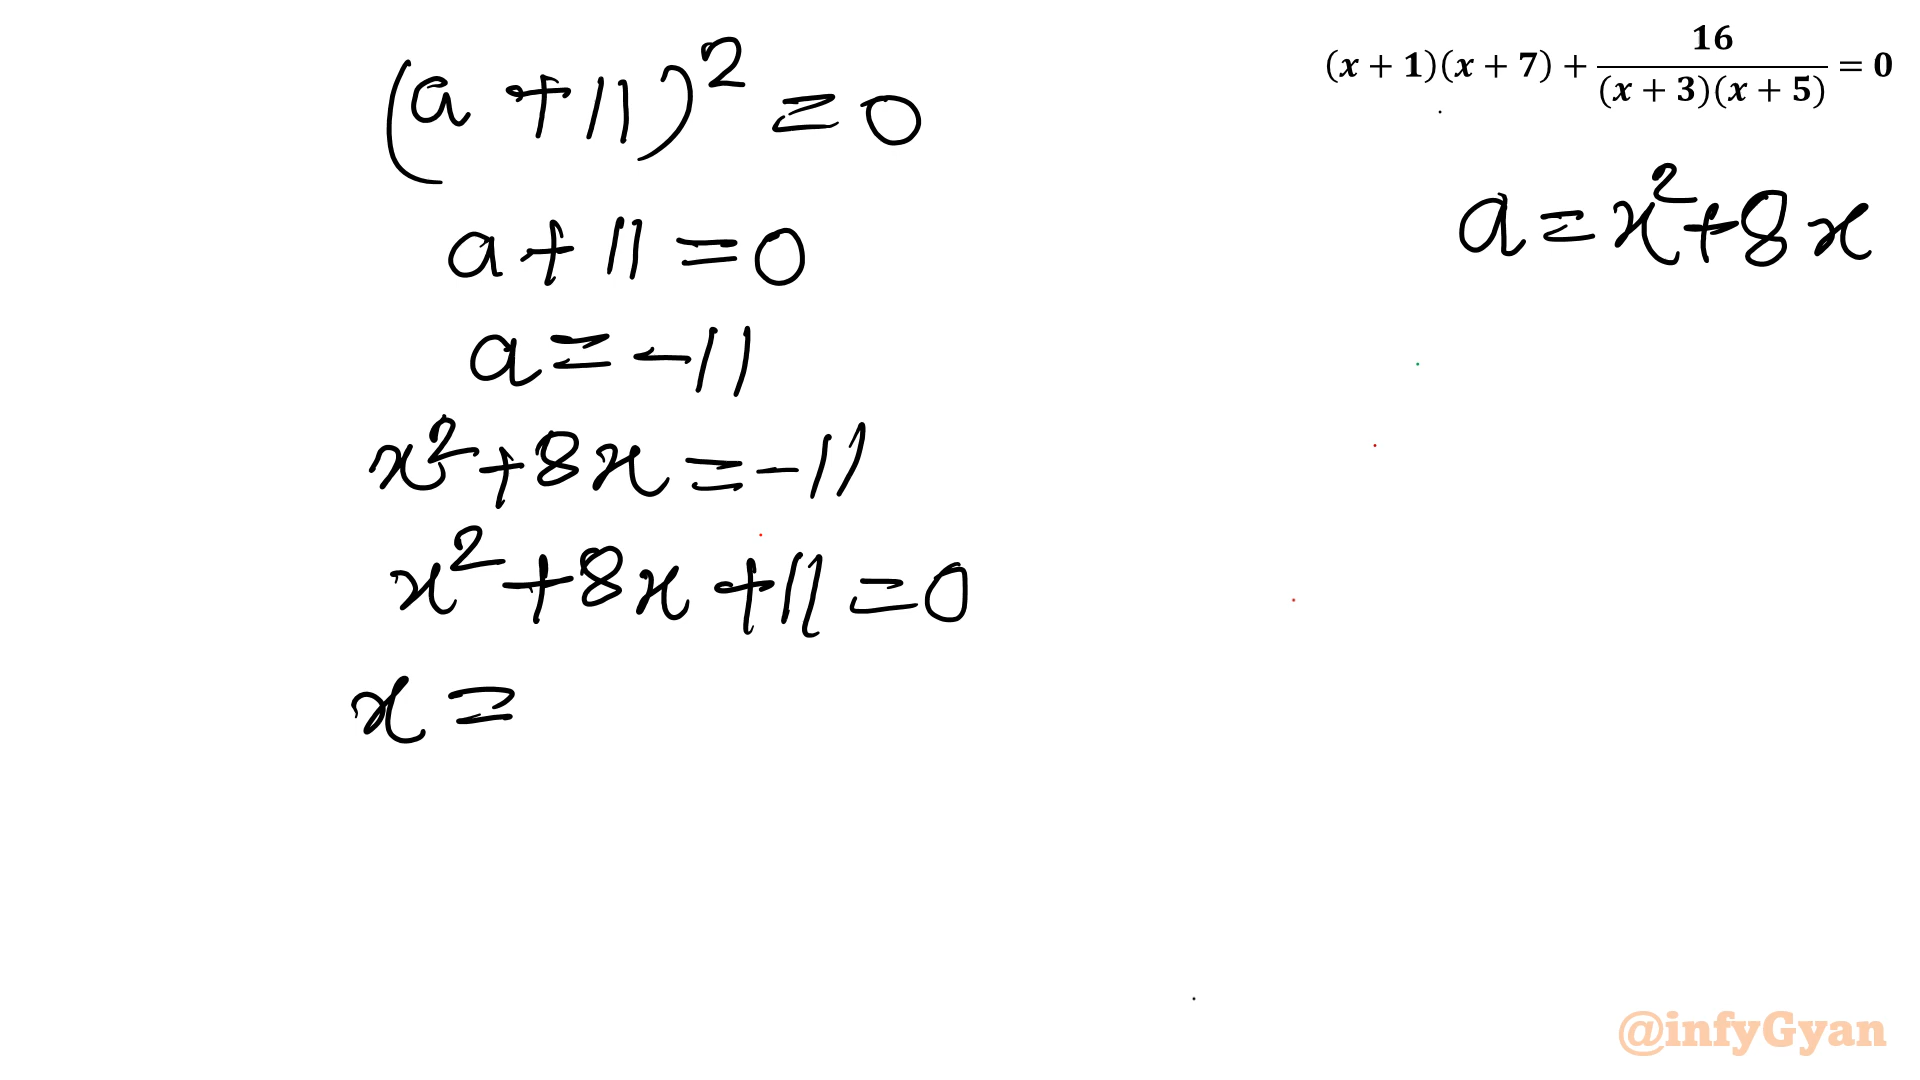 (x + 1)(x + 7) + 16/((x + 3)(x + 5)) = 0
(a + 11)² = 0
a = x² + 8x
a + 11 = 0
a = -11
x² + 8x = -11
x² + 8x + 11 = 0
x =
@infyGyan